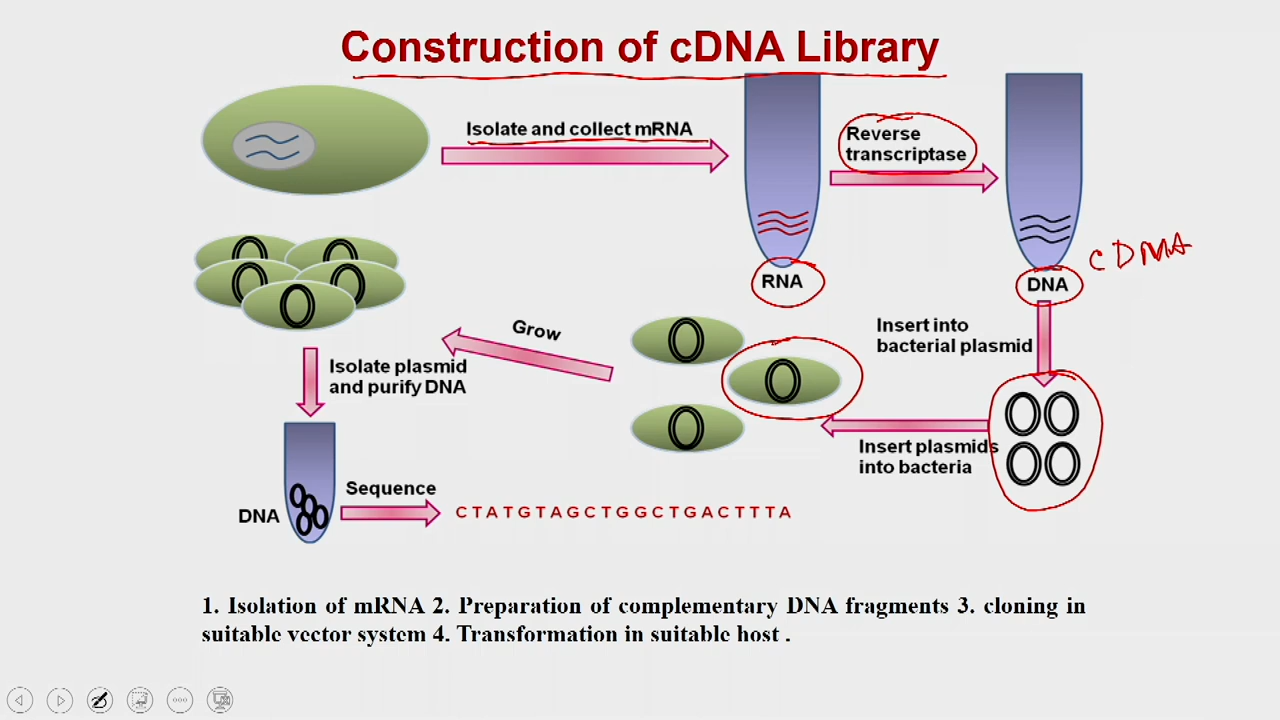 Construction of cDNA Library
Isolate and collect mRNA
Reverse
transcriptase
RNA
DNA
cDNA
Insert into
bacterial plasmid
Grow
Isolate plasmid
and purify DNA
Insert plasmids
into bacteria
Sequence
DNA
CTATGTAGCTGGCTGACTTTA
1. Isolation of mRNA 2. Preparation of complementary DNA fragments 3. cloning in
suitable vector system 4. Transformation in suitable host .